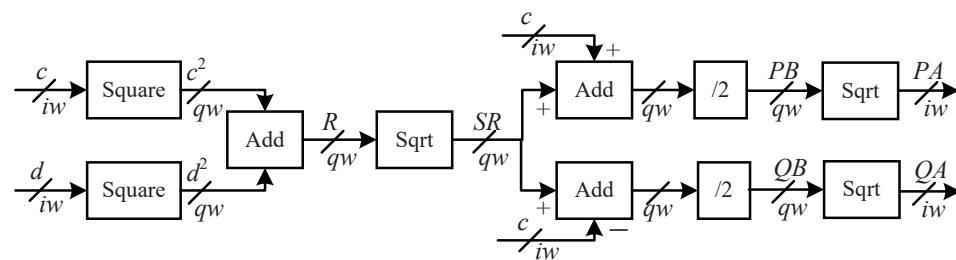 c
iw
+
c
iw
Square
c²
qw
Add
R
qw
Sqrt
SR
qw
+
Add
qw
/2
PB
qw
Sqrt
PA
iw
d
iw
Square
d²
qw
+
Add
qw
/2
QB
qw
Sqrt
QA
iw
c
iw
−